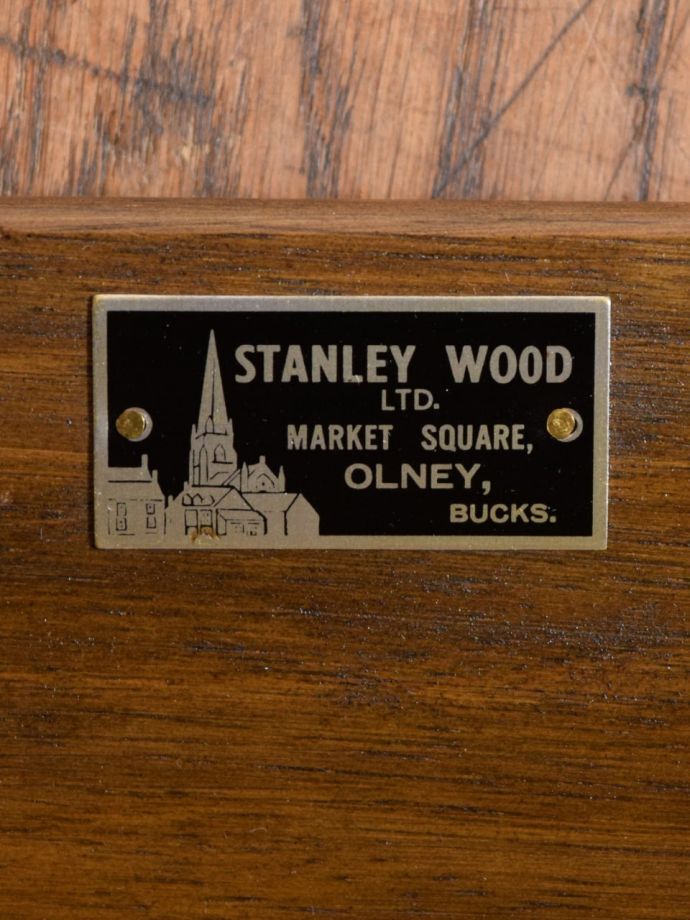 STANLEY WOOD
LTD.
MARKET SQUARE,
OLNEY,
BUCKS.